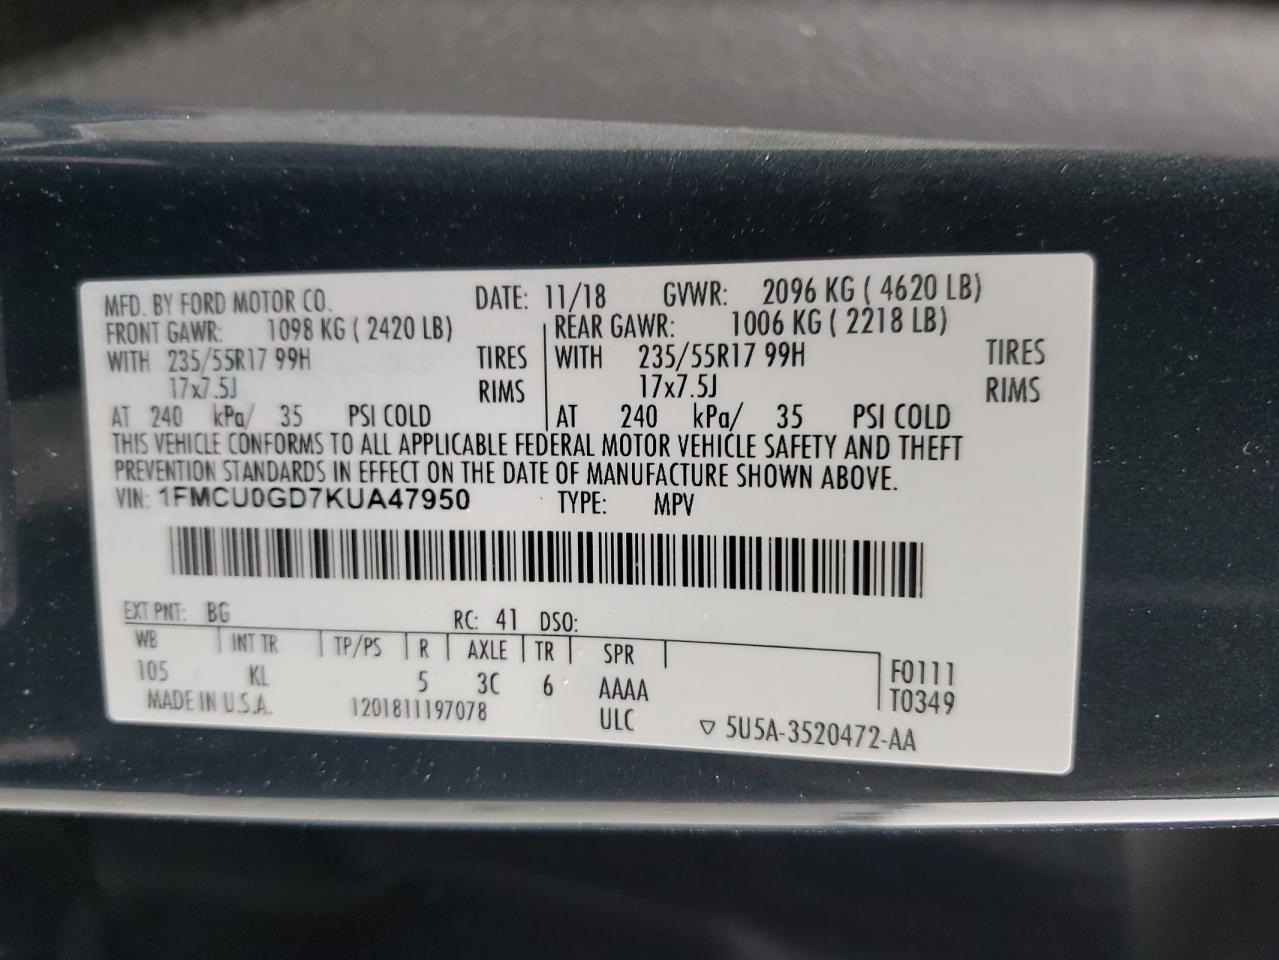 MFD. BY FORD MOTOR CO. DATE: 11/18 GVWR: 2096 KG ( 4620 LB)
FRONT GAWR: 1098 KG ( 2420 LB) REAR GAWR: 1006 KG ( 2218 LB)
WITH 235/55R17 99H TIRES WITH 235/55R17 99H TIRES
17x7.5J RIMS 17x7.5J RIMS
AT 240 kPa/ 35 PSI COLD AT 240 kPa/ 35 PSI COLD
THIS VEHICLE CONFORMS TO ALL APPLICABLE FEDERAL MOTOR VEHICLE SAFETY AND THEFT
PREVENTION STANDARDS IN EFFECT ON THE DATE OF MANUFACTURE SHOWN ABOVE.
VIN: 1FMCU0GD7KUA47950 TYPE: MPV
EXT PNT: BG RC: 41 DSO:
WB INT TR TP/PS R AXLE TR SPR
105 KL 5 3C 6 AAAA F0111
MADE IN U.S.A. 1201811197078 ULC T0349
▽ 5U5A-3520472-AA